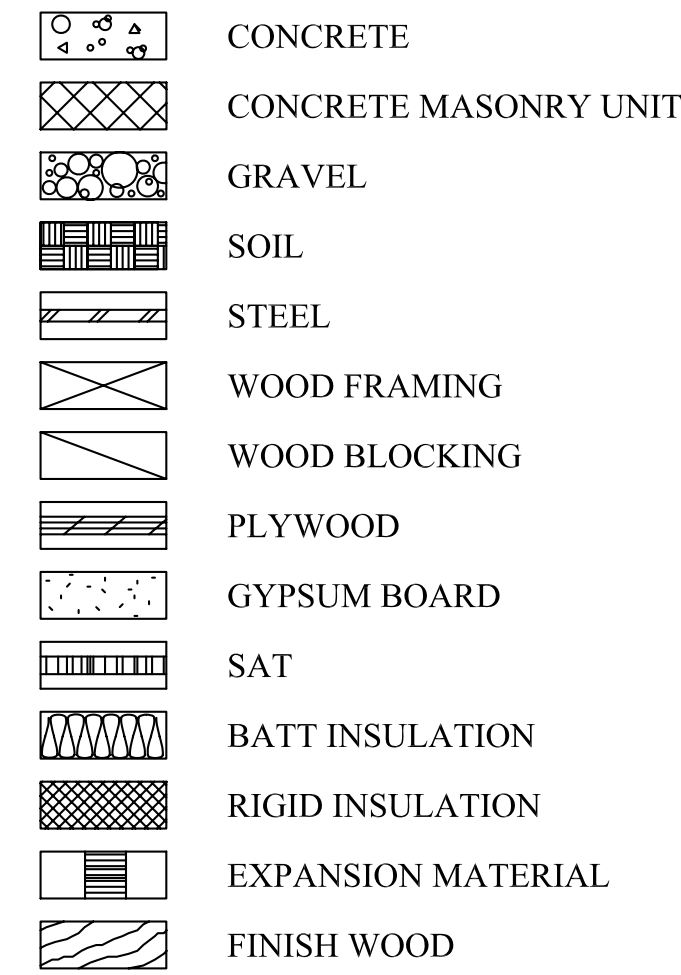 CONCRETE
CONCRETE MASONRY UNIT
GRAVEL
SOIL
STEEL
WOOD FRAMING
WOOD BLOCKING
PLYWOOD
GYPSUM BOARD
SAT
BATT INSULATION
RIGID INSULATION
EXPANSION MATERIAL
FINISH WOOD